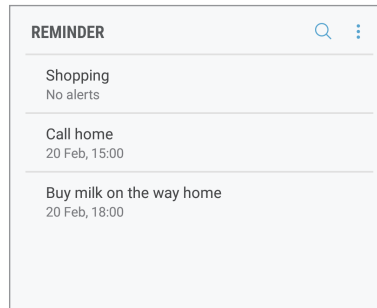 REMINDER
Shopping
No alerts
Call home
20 Feb, 15:00
Buy milk on the way home
20 Feb, 18:00